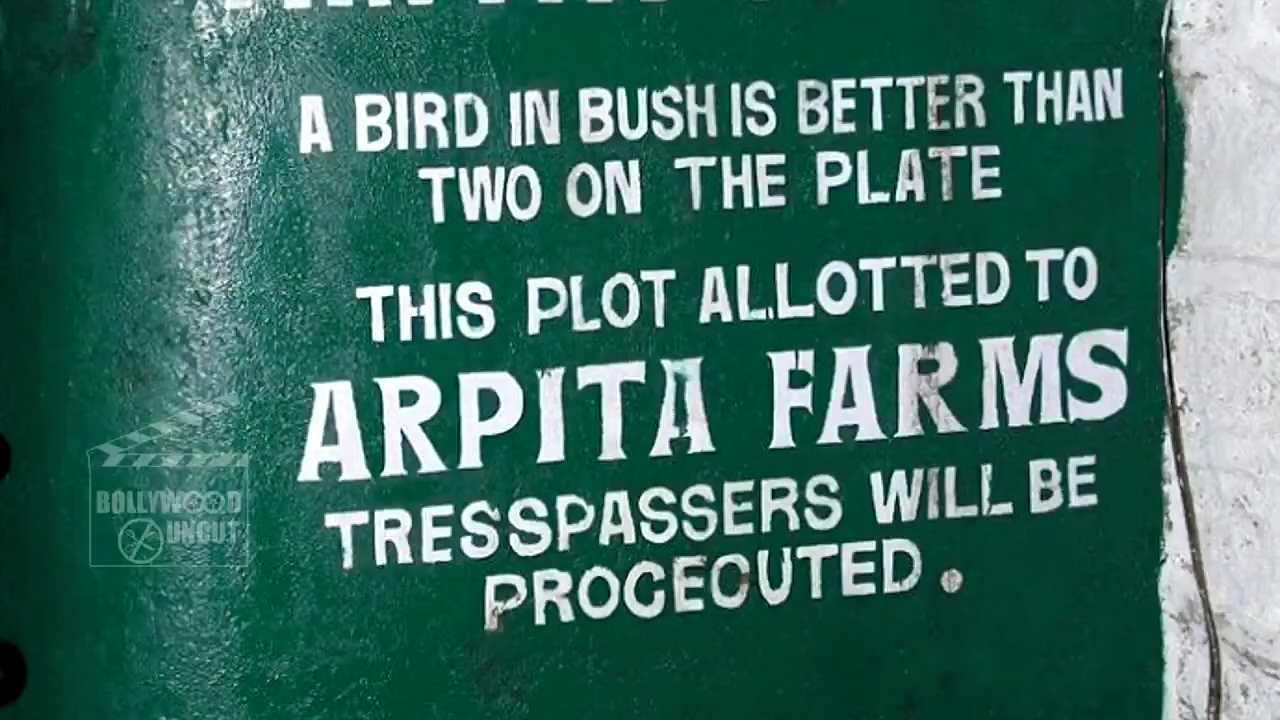 A BIRD IN BUSH IS BETTER THAN
TWO ON THE PLATE
THIS PLOT ALLOTTED TO
ARPITA FARMS
TRESSPASSERS WILL BE
PROCECUTED.
BOLLYWOOD
UNCUT